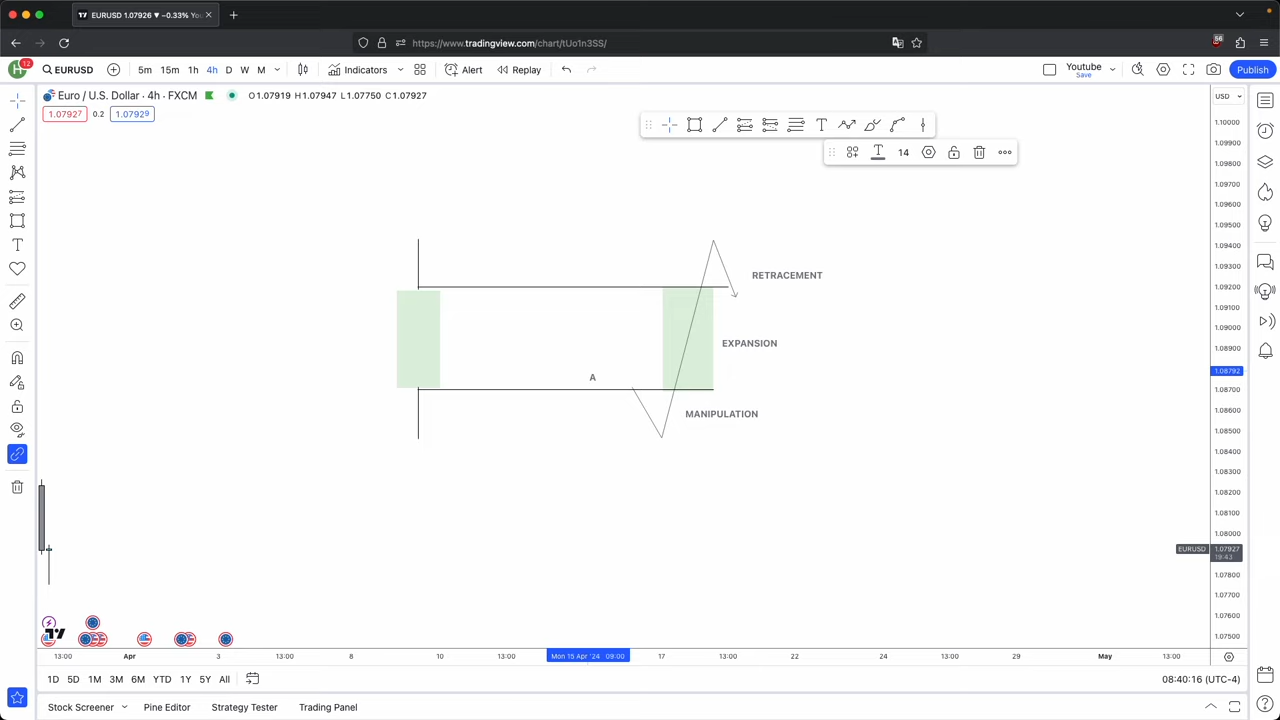 EURUSD 1.07926 ▼ −0.33% Yo
https://www.tradingview.com/chart/tUo1n3SS/
56
H
12
EURUSD
5m 15m 1h 4h D W M
Indicators
Alert
Replay
Youtube
Save
Publish
Euro / U.S. Dollar · 4h · FXCM
O1.07919 H1.07947 L1.07750 C1.07927
1.07927 0.2 1.07929
14
USD
1.10000
1.09900
1.09800
1.09700
1.09600
1.09500
1.09400
1.09300
1.09200
1.09100
1.09000
1.08900
1.08792
1.08700
1.08600
1.08500
1.08400
1.08300
1.08200
1.08100
1.08000
EURUSD 1.07927
19:43
1.07800
1.07700
1.07600
1.07500
RETRACEMENT
EXPANSION
A
MANIPULATION
13:00 Apr 3 13:00 8 10 13:00 Mon 15 Apr '24 09:00 17 13:00 22 24 13:00 29 May 13:00
1D 5D 1M 3M 6M YTD 1Y 5Y All
08:40:16 (UTC-4)
Stock Screener Pine Editor Strategy Tester Trading Panel